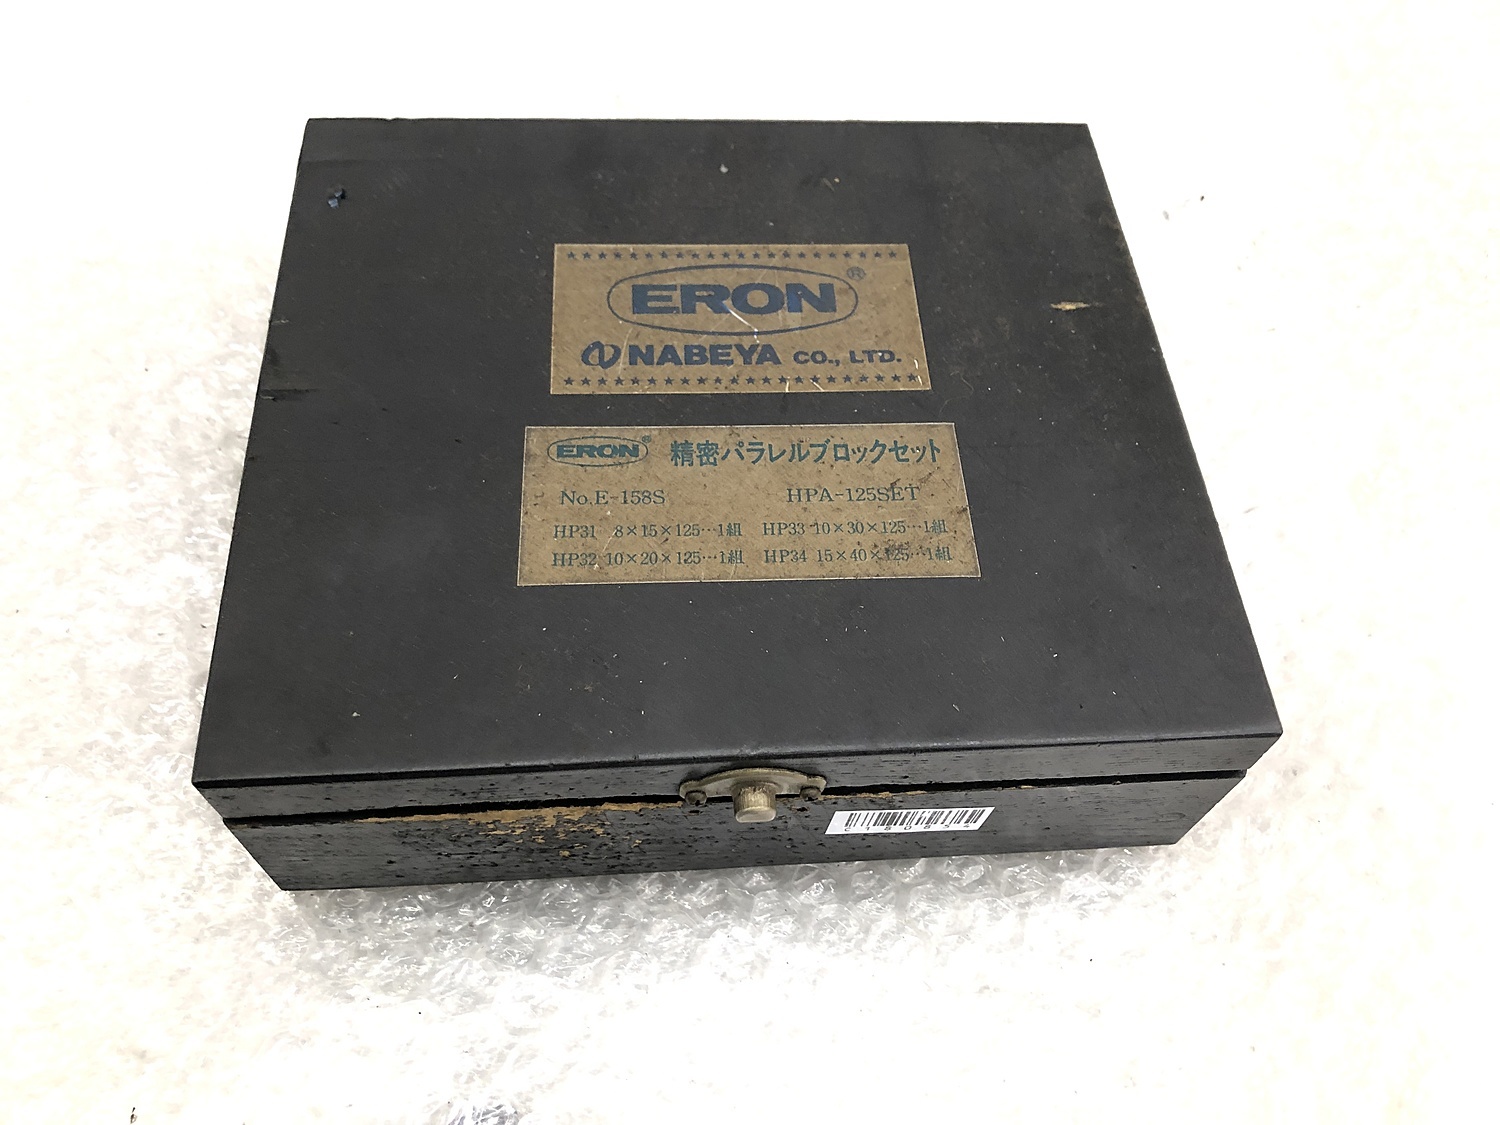 ERON®
NABEYA CO., LTD.
ERON® 精密パラレルブロックセット
No.E-158S HPA-125SET
HP31 8×15×125…1組 HP33 10×30×125…1組
HP32 10×20×125…1組 HP34 15×40×125…1組